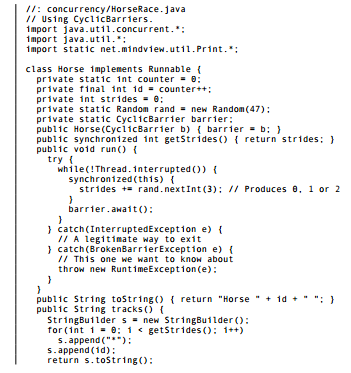 //: concurrency/HorseRace.java
// Using CyclicBarriers.
import java.util.concurrent.*;
import java.util.*;
import static net.mindview.util.Print.*;

class Horse implements Runnable {
  private static int counter = 0;
  private final int id = counter++;
  private int strides = 0;
  private static Random rand = new Random(47);
  private static CyclicBarrier barrier;
  public Horse(CyclicBarrier b) { barrier = b; }
  public synchronized int getStrides() { return strides; }
  public void run() {
    try {
      while(!Thread.interrupted()) {
        synchronized(this) {
          strides += rand.nextInt(3); // Produces 0, 1 or 2
        }
        barrier.await();
      }
    } catch(InterruptedException e) {
      // A legitimate way to exit
    } catch(BrokenBarrierException e) {
      // This one we want to know about
      throw new RuntimeException(e);
    }
  }
  public String toString() { return "Horse " + id + " "; }
  public String tracks() {
    StringBuilder s = new StringBuilder();
    for(int i = 0; i < getStrides(); i++)
      s.append("*");
    s.append(id);
    return s.toString();